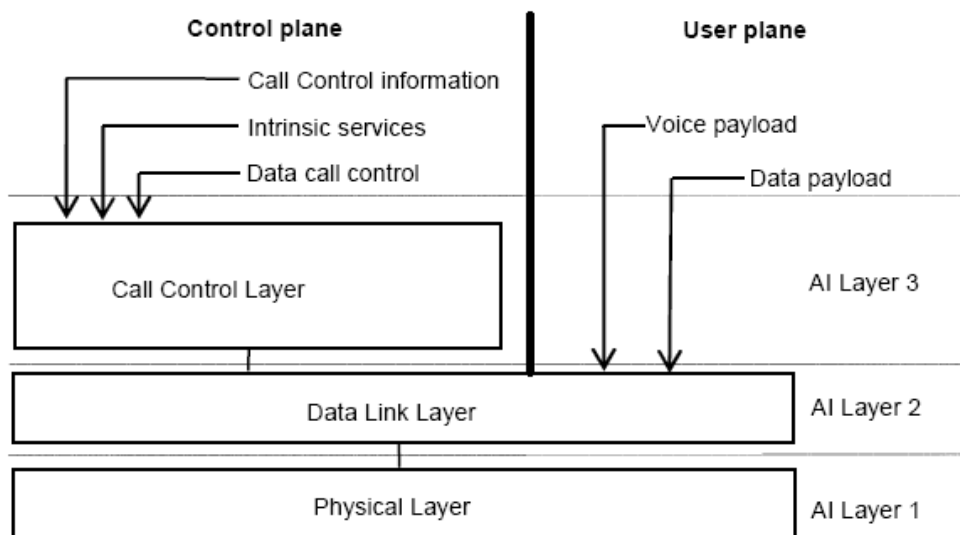 Control plane
User plane
Call Control information
Intrinsic services
Voice payload
Data call control
Data payload
Call Control Layer
AI Layer 3
Data Link Layer
AI Layer 2
Physical Layer
AI Layer 1